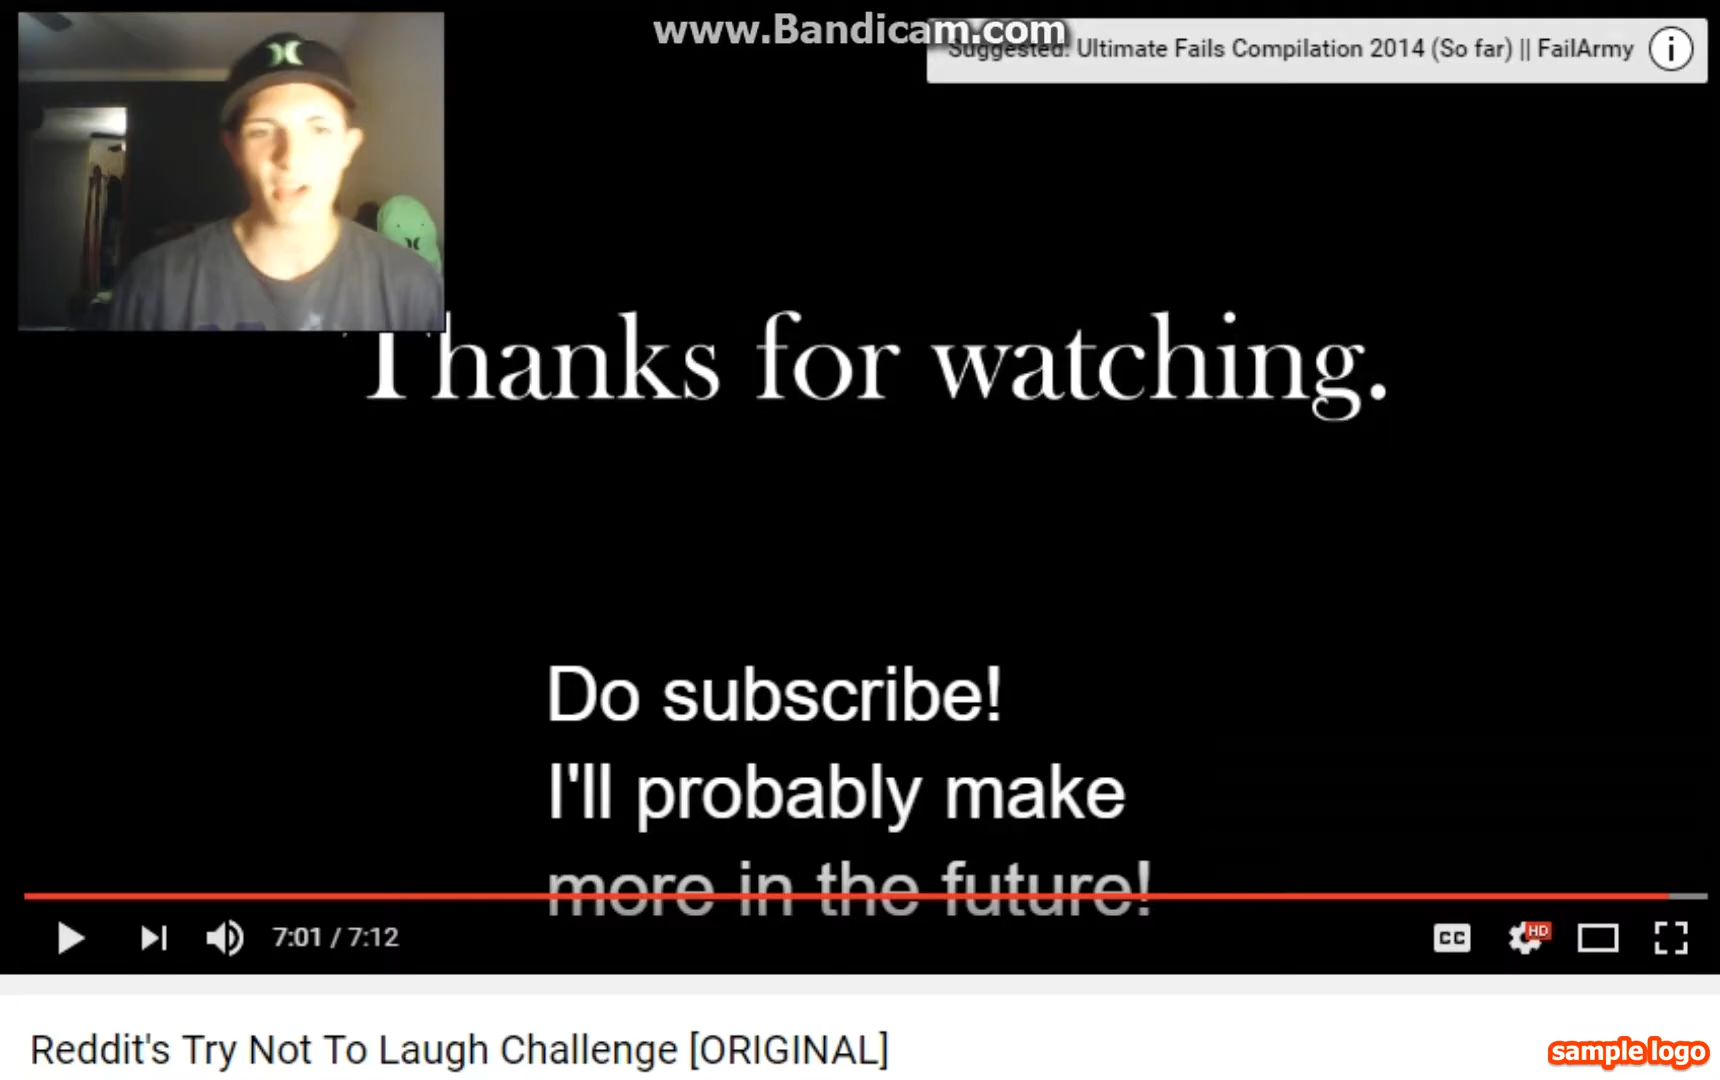 www.Bandicam.com
Suggested: Ultimate Fails Compilation 2014 (So far) || FailArmy
Thanks for watching.
Do subscribe!
I'll probably make
more in the future!
7:01 / 7:12
CC
HD
Reddit's Try Not To Laugh Challenge [ORIGINAL]
sample logo